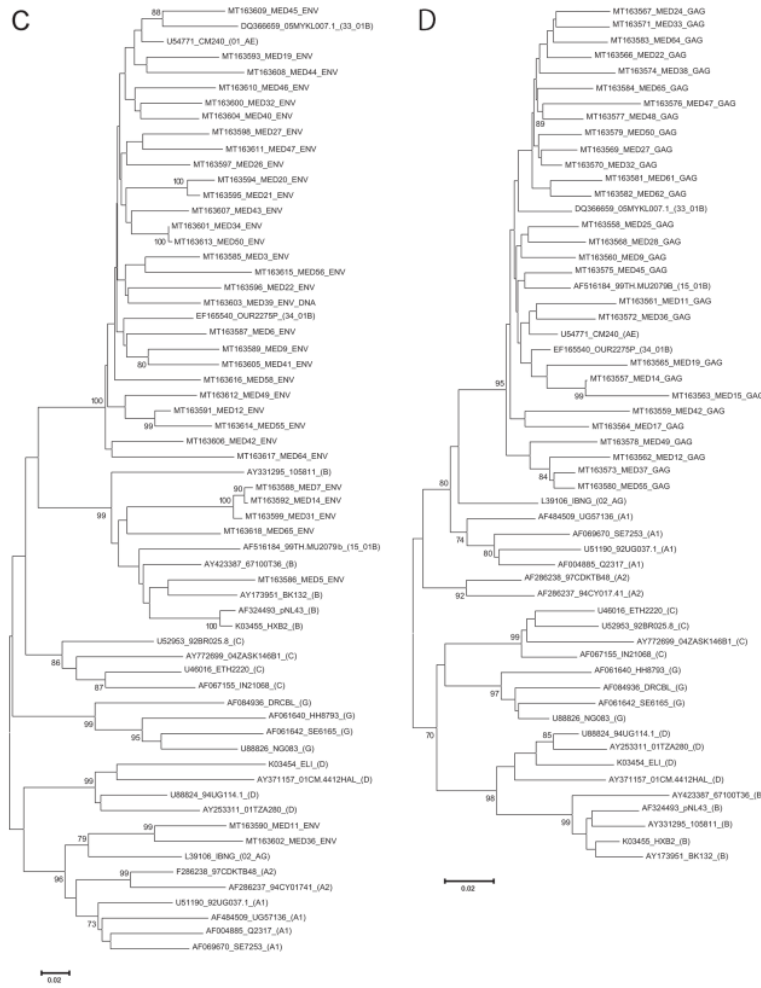 C
MT163609_MED45_ENV
88
DQ366659_05MYKL007.1_(33_01B)
U54771_CM240_(01_AE)
MT163593_MED19_ENV
MT163608_MED44_ENV
MT163610_MED46_ENV
MT163600_MED32_ENV
MT163604_MED40_ENV
MT163598_MED27_ENV
MT163611_MED47_ENV
MT163597_MED26_ENV
100
MT163594_MED20_ENV
MT163595_MED21_ENV
MT163607_MED43_ENV
MT163601_MED34_ENV
100
MT163613_MED50_ENV
MT163585_MED3_ENV
MT163615_MED56_ENV
MT163596_MED22_ENV
MT163603_MED39_ENV_DNA
EF165540_OUR2275P_(34_01B)
MT163587_MED6_ENV
MT163589_MED9_ENV
80
MT163605_MED41_ENV
MT163616_MED58_ENV
100
MT163612_MED49_ENV
MT163591_MED12_ENV
99
MT163614_MED55_ENV
MT163606_MED42_ENV
MT163617_MED64_ENV
AY331295_105811_(B)
90
MT163588_MED7_ENV
100
MT163592_MED14_ENV
99
MT163599_MED31_ENV
MT163618_MED65_ENV
AF516184_99TH.MU2079b_(15_01B)
AY423387_67100T36_(B)
MT163586_MED5_ENV
AY173951_BK132_(B)
AF324493_pNL43_(B)
100
K03455_HXB2_(B)
U52953_92BR025.8_(C)
86
AY772699_04ZASK146B1_(C)
U46016_ETH2220_(C)
87
AF067155_IN21068_(C)
AF084936_DRCBL_(G)
99
AF061640_HH8793_(G)
95
AF061642_SE6165_(G)
U88826_NG083_(G)
K03454_ELI_(D)
99
AY371157_01CM.4412HAL_(D)
U88824_94UG114.1_(D)
AY253311_01TZA280_(D)
99
MT163590_MED11_ENV
79
MT163602_MED36_ENV
L39106_IBNG_(02_AG)
96
99
F286238_97CDKTB48_(A2)
AF286237_94CY01741_(A2)
U51190_92UG037.1_(A1)
73
AF484509_UG57136_(A1)
AF004885_Q2317_(A1)
AF069670_SE7253_(A1)
0.02
D
MT163567_MED24_GAG
MT163571_MED33_GAG
MT163583_MED64_GAG
MT163566_MED22_GAG
MT163574_MED38_GAG
MT163584_MED65_GAG
MT163576_MED47_GAG
89
MT163577_MED48_GAG
MT163579_MED50_GAG
MT163569_MED27_GAG
MT163570_MED32_GAG
MT163581_MED61_GAG
MT163582_MED62_GAG
DQ366659_05MYKL007.1_(33_01B)
MT163558_MED25_GAG
MT163568_MED28_GAG
MT163560_MED9_GAG
MT163575_MED45_GAG
AF516184_99TH.MU2079B_(15_01B)
MT163561_MED11_GAG
MT163572_MED36_GAG
U54771_CM240_(AE)
EF165540_OUR2275P_(34_01B)
MT163565_MED19_GAG
95
MT163557_MED14_GAG
99
MT163563_MED15_GAG
MT163559_MED42_GAG
MT163564_MED17_GAG
MT163578_MED49_GAG
MT163562_MED12_GAG
84
MT163573_MED37_GAG
80
MT163580_MED55_GAG
L39106_IBNG_(02_AG)
AF484509_UG57136_(A1)
74
AF069670_SE7253_(A1)
80
U51190_92UG037.1_(A1)
AF004885_Q2317_(A1)
AF286238_97CDKTB48_(A2)
92
AF286237_94CY017.41_(A2)
U46016_ETH2220_(C)
U52953_92BR025.8_(C)
99
AY772699_04ZASK146B1_(C)
AF067155_IN21068_(C)
AF061640_HH8793_(G)
97
AF084936_DRCBL_(G)
AF061642_SE6165_(G)
U88826_NG083_(G)
70
85
U88824_94UG114.1_(D)
AY253311_01TZA280_(D)
K03454_ELI_(D)
AY371157_01CM.4412HAL_(D)
98
AY423387_67100T36_(B
AF324493_pNL43_(B)
99
AY331295_105811_(B)
K03455_HXB2_(B)
AY173951_BK132_(B)
0.02